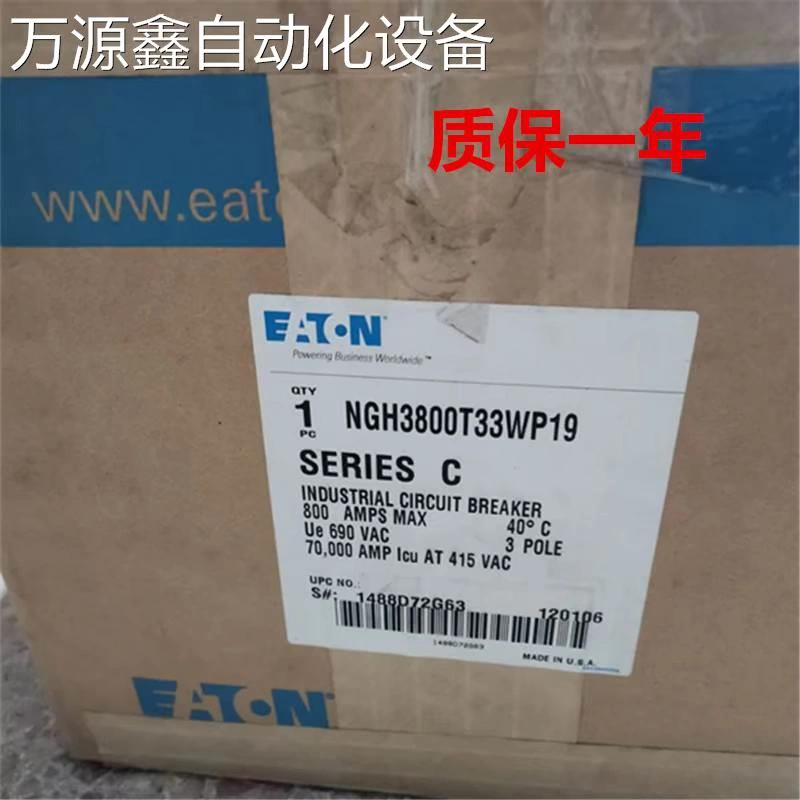 万源鑫自动化设备
质保一年
www.eat
EATON
Powering Business Worldwide™
QTY
1
PC
NGH3800T33WP19
SERIES C
INDUSTRIAL CIRCUIT BREAKER
800 AMPS MAX 40° C
Ue 690 VAC 3 POLE
70,000 AMP Icu AT 415 VAC
UPC NO.:
S#: 1488D72G63 120106
1488D72G63
MADE IN U.S.A.
EATON